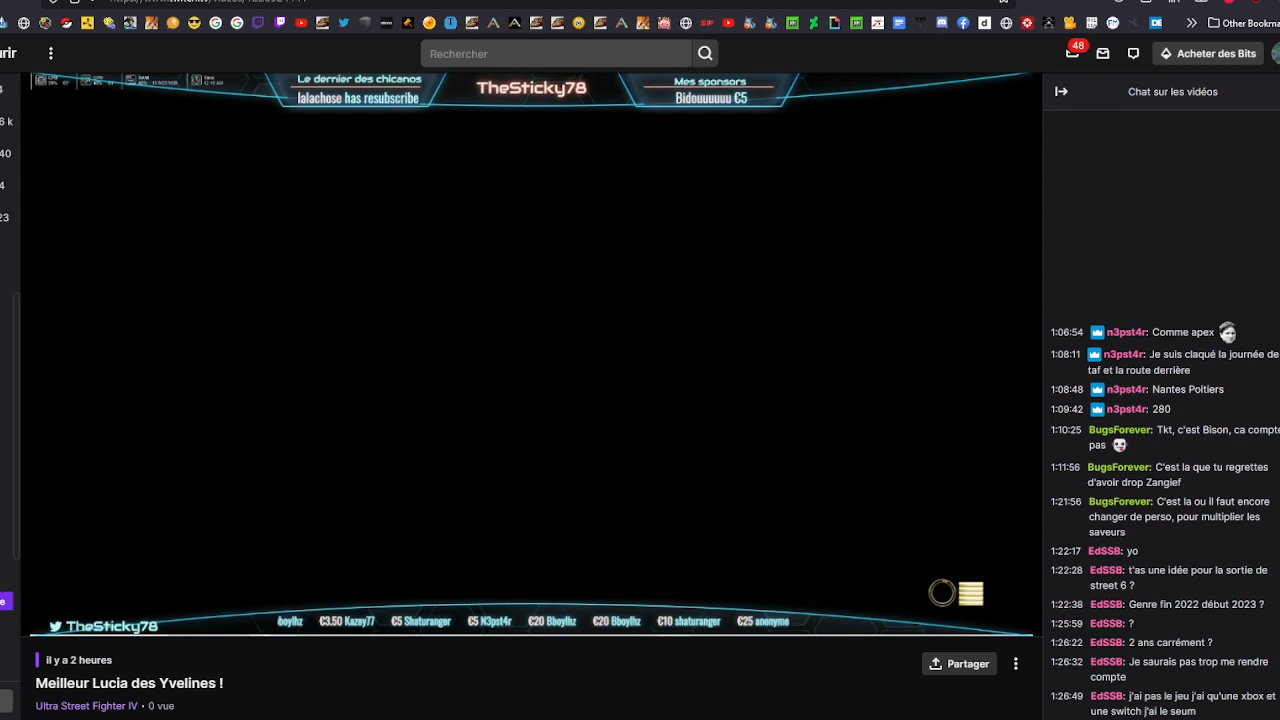 Other Bookma
rir
Rechercher
48
Acheter des Bits
4
6 k
40
4
23
e
Le dernier des chicanos
lalachose has resubscribe
TheSticky78
Mes sponsors
Bidouuuuuu €5
TheSticky78
boylhz €3.50 Kazey77 €5 Shaturanger €5 N3pst4r €20 Bboylhz €20 Bboylhz €10 shaturanger €25 anonyme
il y a 2 heures
Partager
Meilleur Lucia des Yvelines !
Ultra Street Fighter IV • 0 vue
Chat sur les vidéos
1:06:54 n3pst4r: Comme apex
1:08:11 n3pst4r: Je suis claqué la journée de
taf et la route derrière
1:08:48 n3pst4r: Nantes Poitiers
1:09:42 n3pst4r: 280
1:10:25 BugsForever: Tkt, c'est Bison, ca compte
pas
1:11:56 BugsForever: C'est la que tu regrettes
d'avoir drop Zangief
1:21:56 BugsForever: C'est la ou il faut encore
changer de perso, pour multiplier les
saveurs
1:22:17 EdSSB: yo
1:22:28 EdSSB: t'as une idée pour la sortie de
street 6 ?
1:22:38 EdSSB: Genre fin 2022 début 2023 ?
1:25:59 EdSSB: ?
1:26:22 EdSSB: 2 ans carrément ?
1:26:32 EdSSB: Je saurais pas trop me rendre
compte
1:26:49 EdSSB: j'ai pas le jeu j'ai qu'une xbox et
une switch j'ai le seum